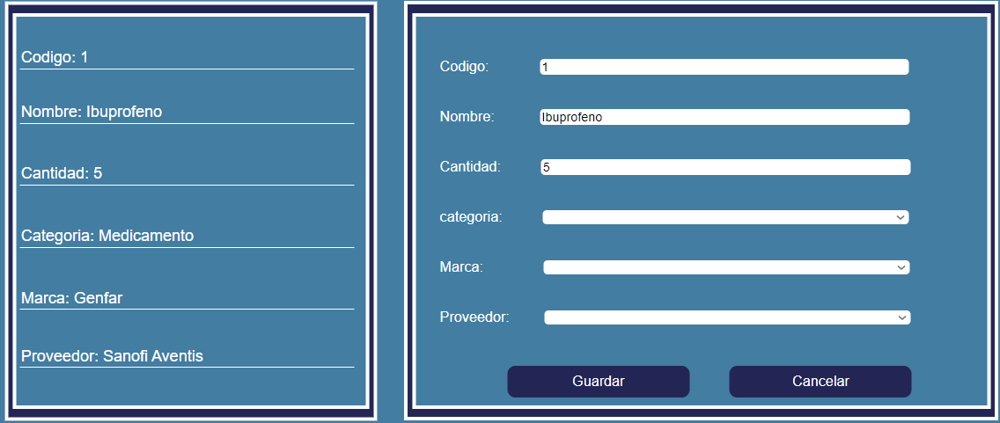 Codigo: 1
Nombre: Ibuprofeno
Cantidad: 5
Categoria: Medicamento
Marca: Genfar
Proveedor: Sanofi Aventis
Codigo: 1
Nombre: Ibuprofeno
Cantidad: 5
categoria:
Marca:
Proveedor:
Guardar Cancelar